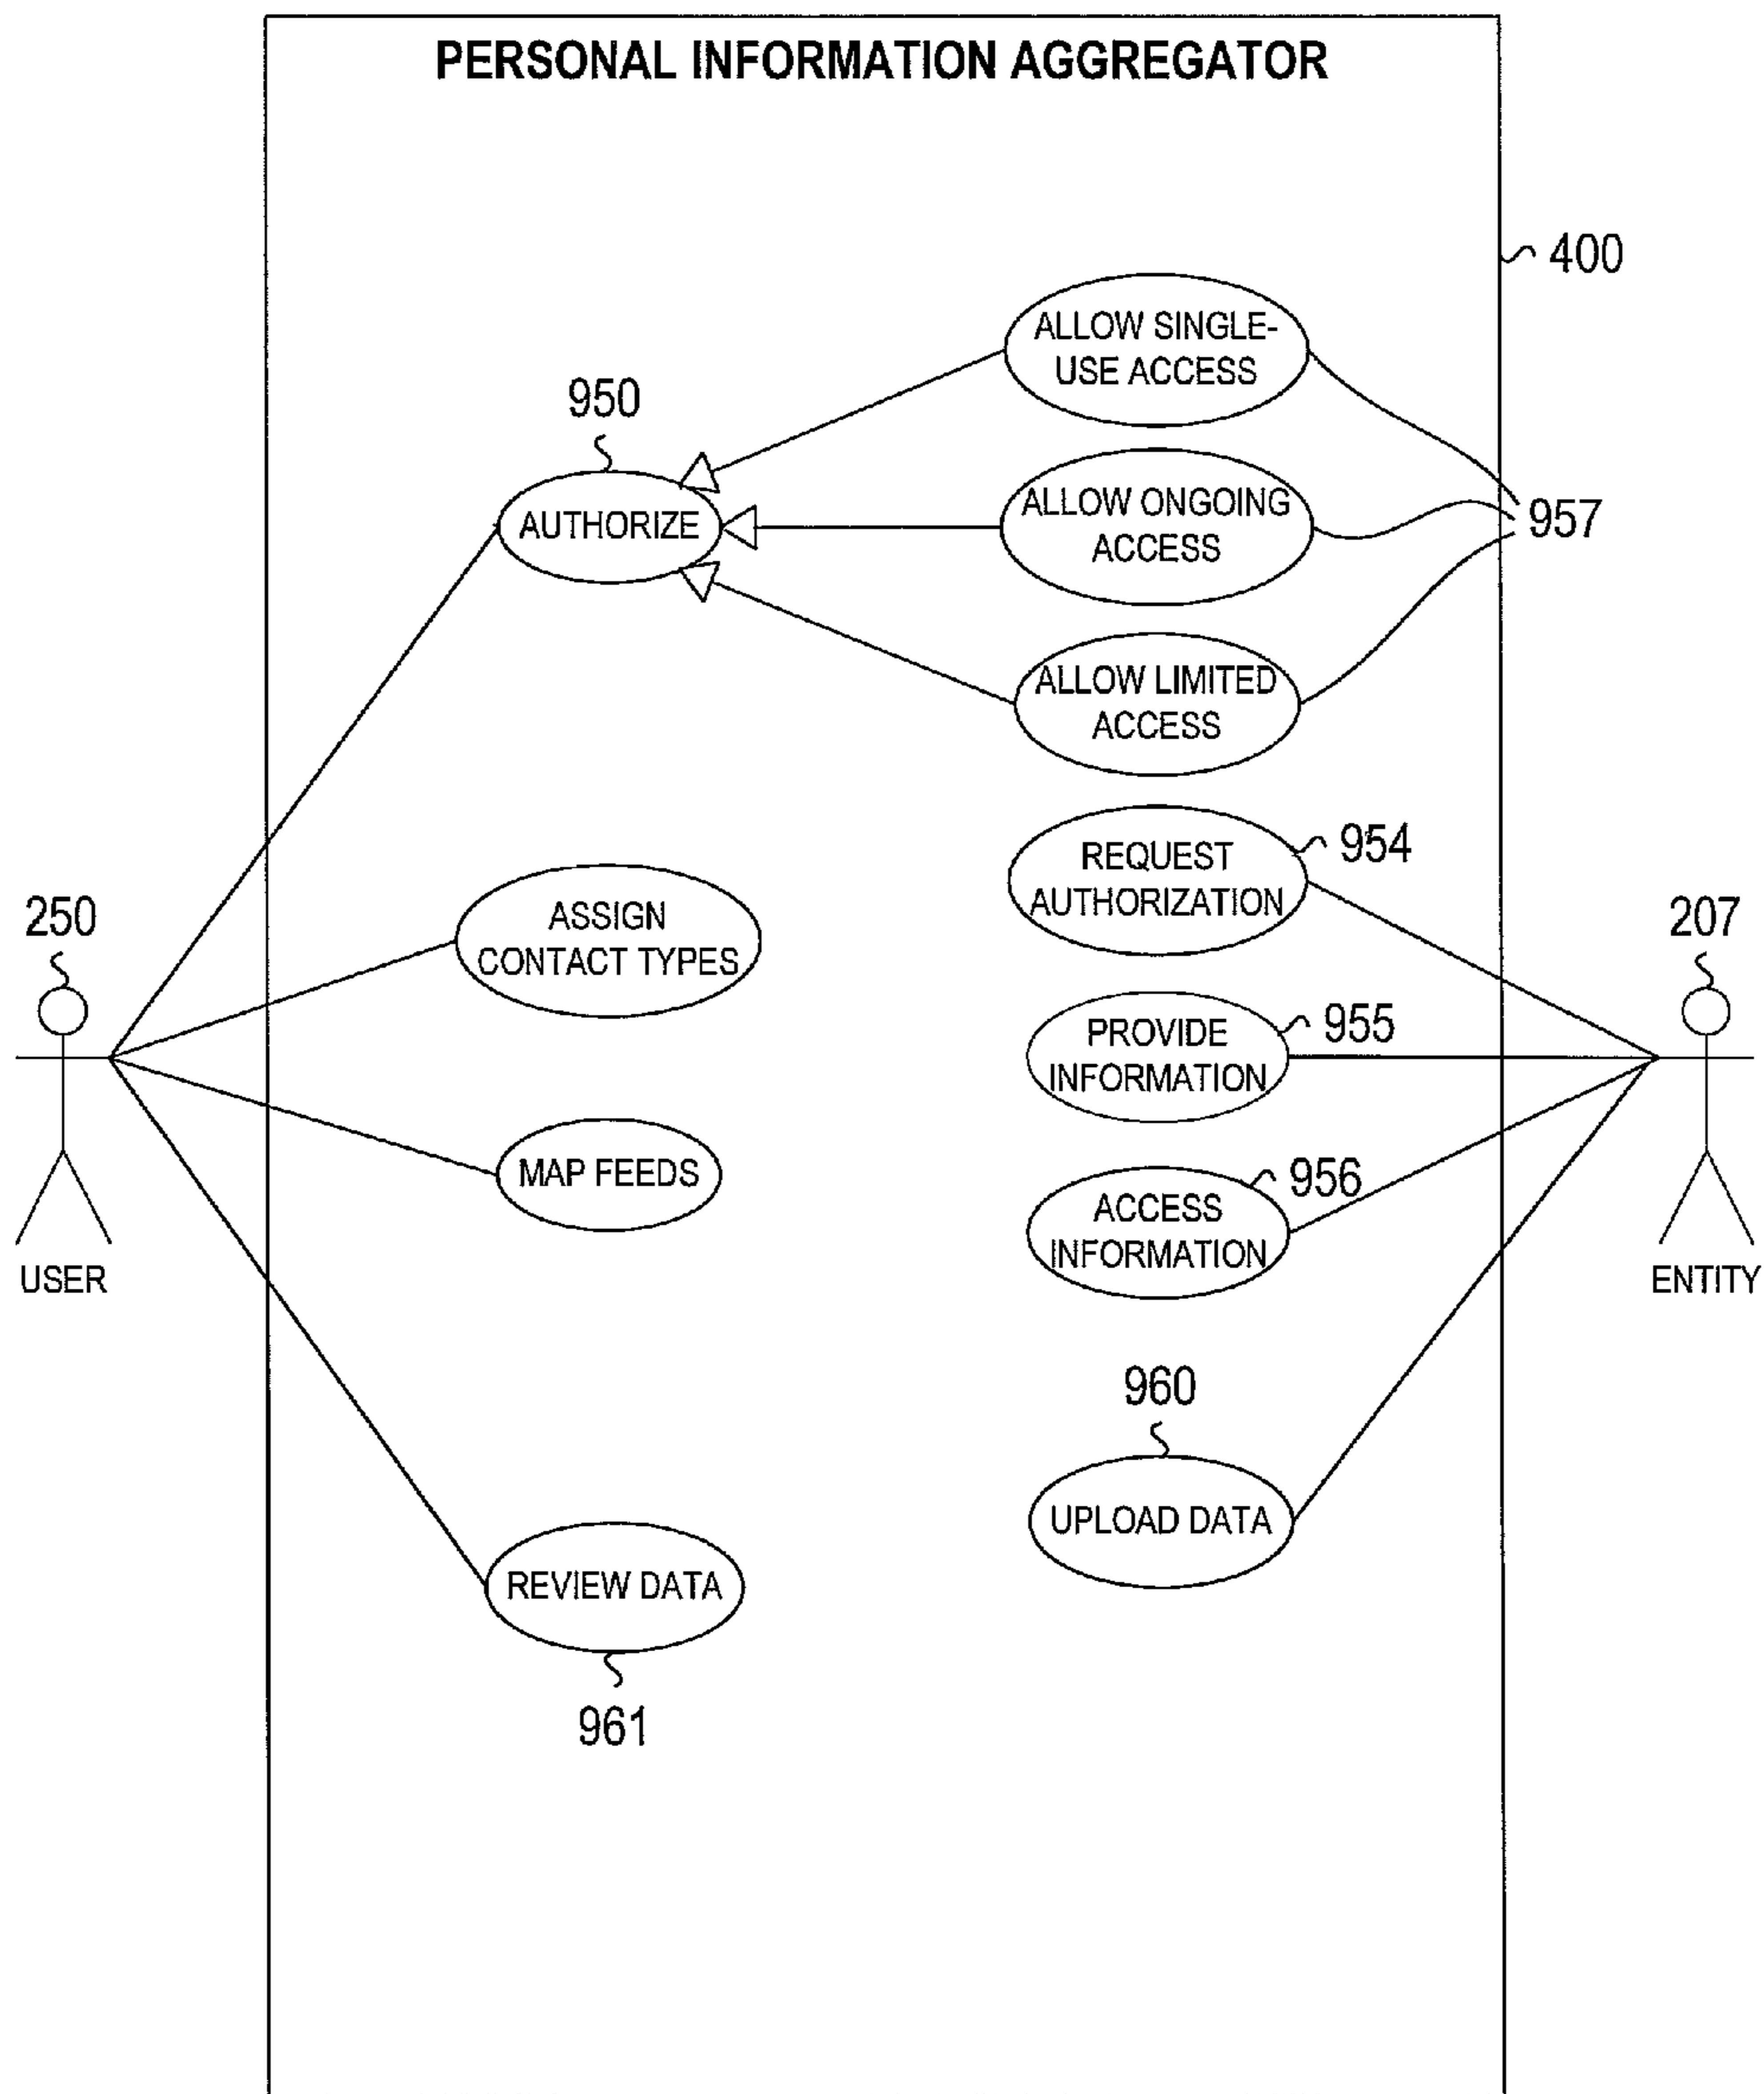 PERSONAL INFORMATION AGGREGATOR
400
ALLOW SINGLE-
USE ACCESS
950
AUTHORIZE
ALLOW ONGOING
ACCESS
957
ALLOW LIMITED
ACCESS
REQUEST
AUTHORIZATION
954
250
ASSIGN
CONTACT TYPES
207
PROVIDE
INFORMATION
955
MAP FEEDS
ACCESS
INFORMATION
956
USER
ENTITY
960
UPLOAD DATA
REVIEW DATA
961